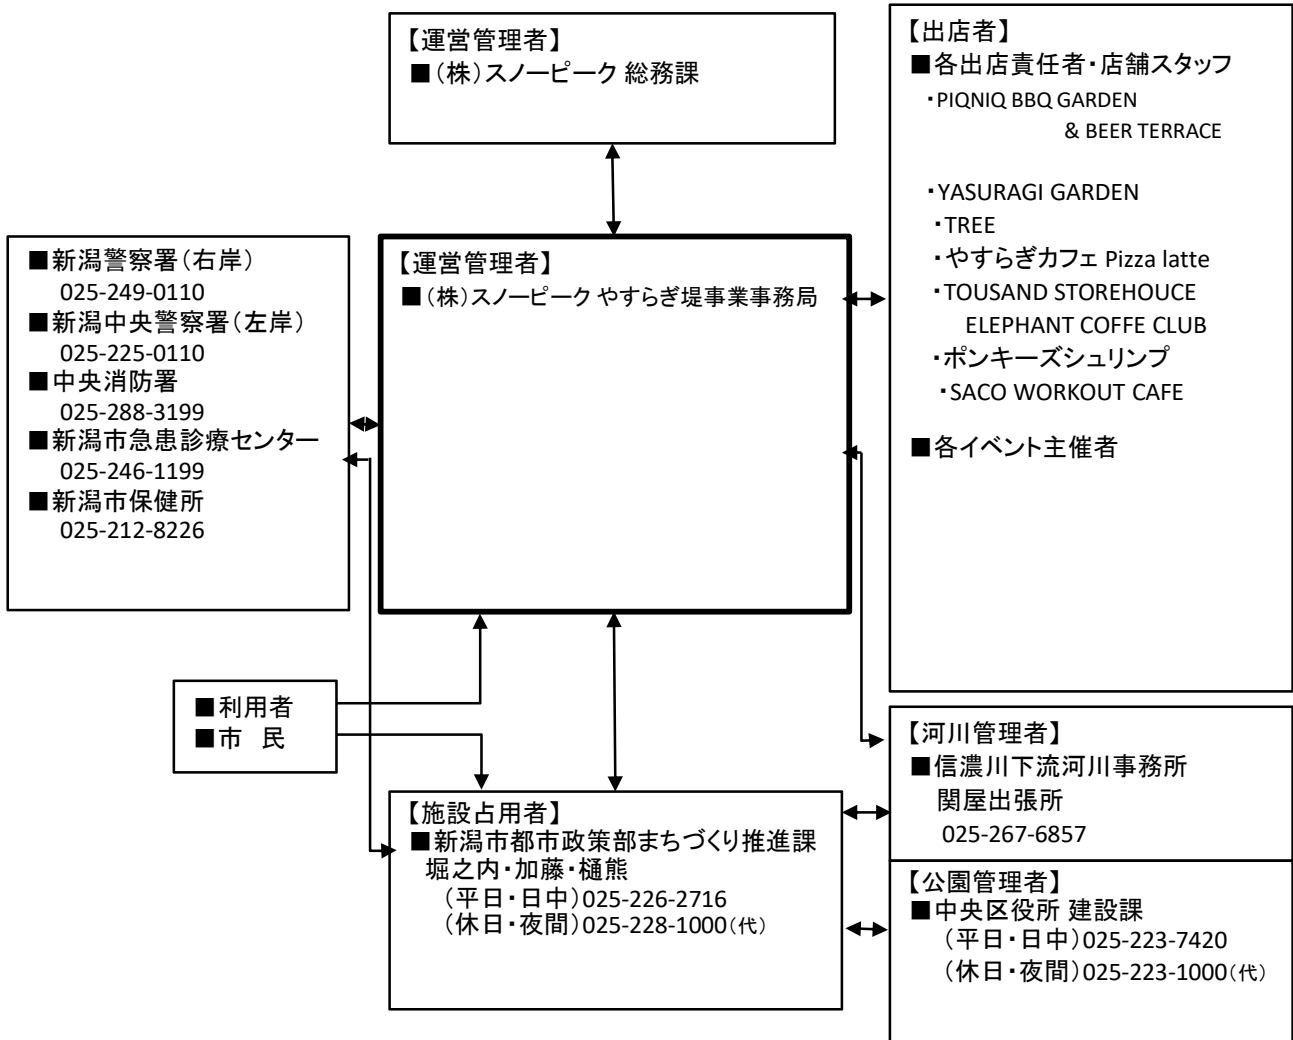 【運営管理者】
■(株)スノーピーク 総務課
【出店者】
■各出店責任者・店舗スタッフ
・PIQNIQ BBQ GARDEN
& BEER TERRACE
・YASURAGI GARDEN
・TREE
・やすらぎカフェ Pizza latte
・TOUSAND STOREHOUCE
ELEPHANT COFFE CLUB
・ポンキーズシュリンプ
・SACO WORKOUT CAFE
■各イベント主催者
■新潟警察署(右岸)
025-249-0110
■新潟中央警察署(左岸)
025-225-0110
■中央消防署
025-288-3199
■新潟市急患診療センター
025-246-1199
■新潟市保健所
025-212-8226
【運営管理者】
■(株)スノーピーク やすらぎ堤事業事務局
■利用者
■市　民
【施設占用者】
■新潟市都市政策部まちづくり推進課
堀之内・加藤・樋熊
(平日・日中)025-226-2716
(休日・夜間)025-228-1000(代)
【河川管理者】
■信濃川下流河川事務所
関屋出張所
025-267-6857
【公園管理者】
■中央区役所 建設課
(平日・日中)025-223-7420
(休日・夜間)025-223-1000(代)